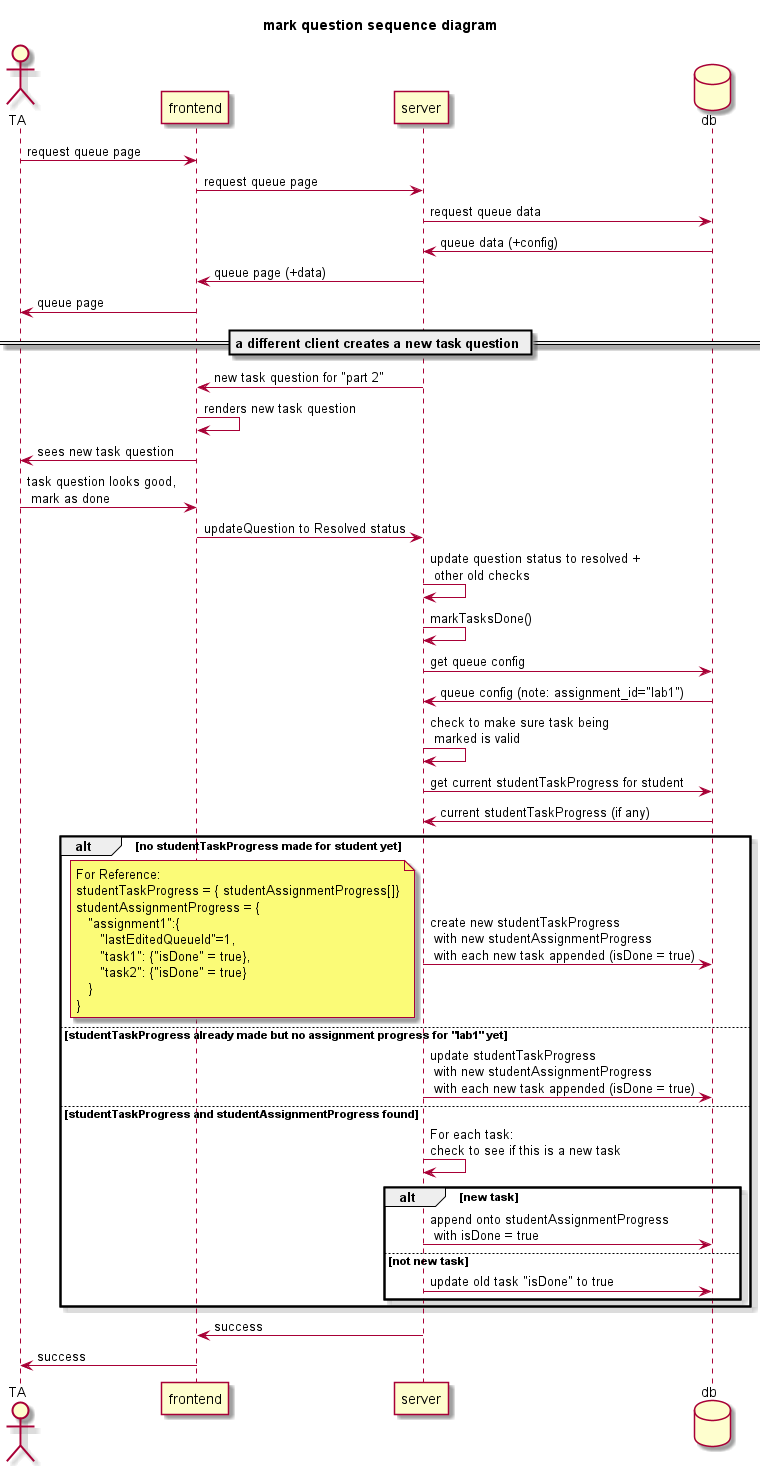 mark question sequence diagram
TA
frontend
server
db
request queue page
request queue page
request queue data
queue data (+config)
queue page (+data)
queue page
a different client creates a new task question
new task question for "part 2"
renders new task question
sees new task question
task question looks good,
mark as done
updateQuestion to Resolved status
update question status to resolved +
other old checks
markTasksDone()
get queue config
queue config (note: assignment_id="lab1")
check to make sure task being
marked is valid
get current studentTaskProgress for student
current studentTaskProgress (if any)
alt [no studentTaskProgress made for student yet]
For Reference:
studentTaskProgress = { studentAssignmentProgress[]}
studentAssignmentProgress = {
"assignment1":{
"lastEditedQueueId"=1,
"task1": {"isDone" = true},
"task2": {"isDone" = true}
}
}
create new studentTaskProgress
with new studentAssignmentProgress
with each new task appended (isDone = true)
[studentTaskProgress already made but no assignment progress for "lab1" yet]
update studentTaskProgress
with new studentAssignmentProgress
with each new task appended (isDone = true)
[studentTaskProgress and studentAssignmentProgress found]
For each task:
check to see if this is a new task
alt [new task]
append onto studentAssignmentProgress
with isDone = true
[not new task]
update old task "isDone" to true
success
success
TA
frontend
server
db